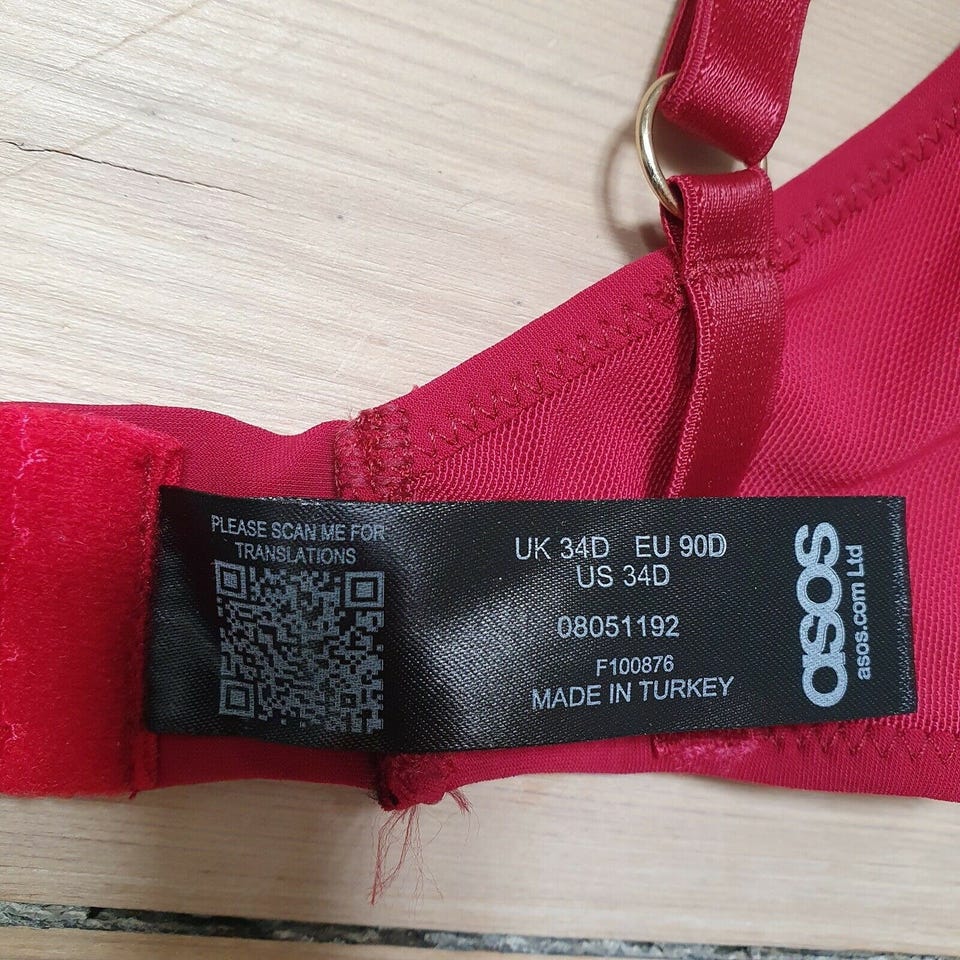 PLEASE SCAN ME FOR
TRANSLATIONS
UK 34D EU 90D
US 34D
08051192
F100876
MADE IN TURKEY
asos
asos.com Ltd